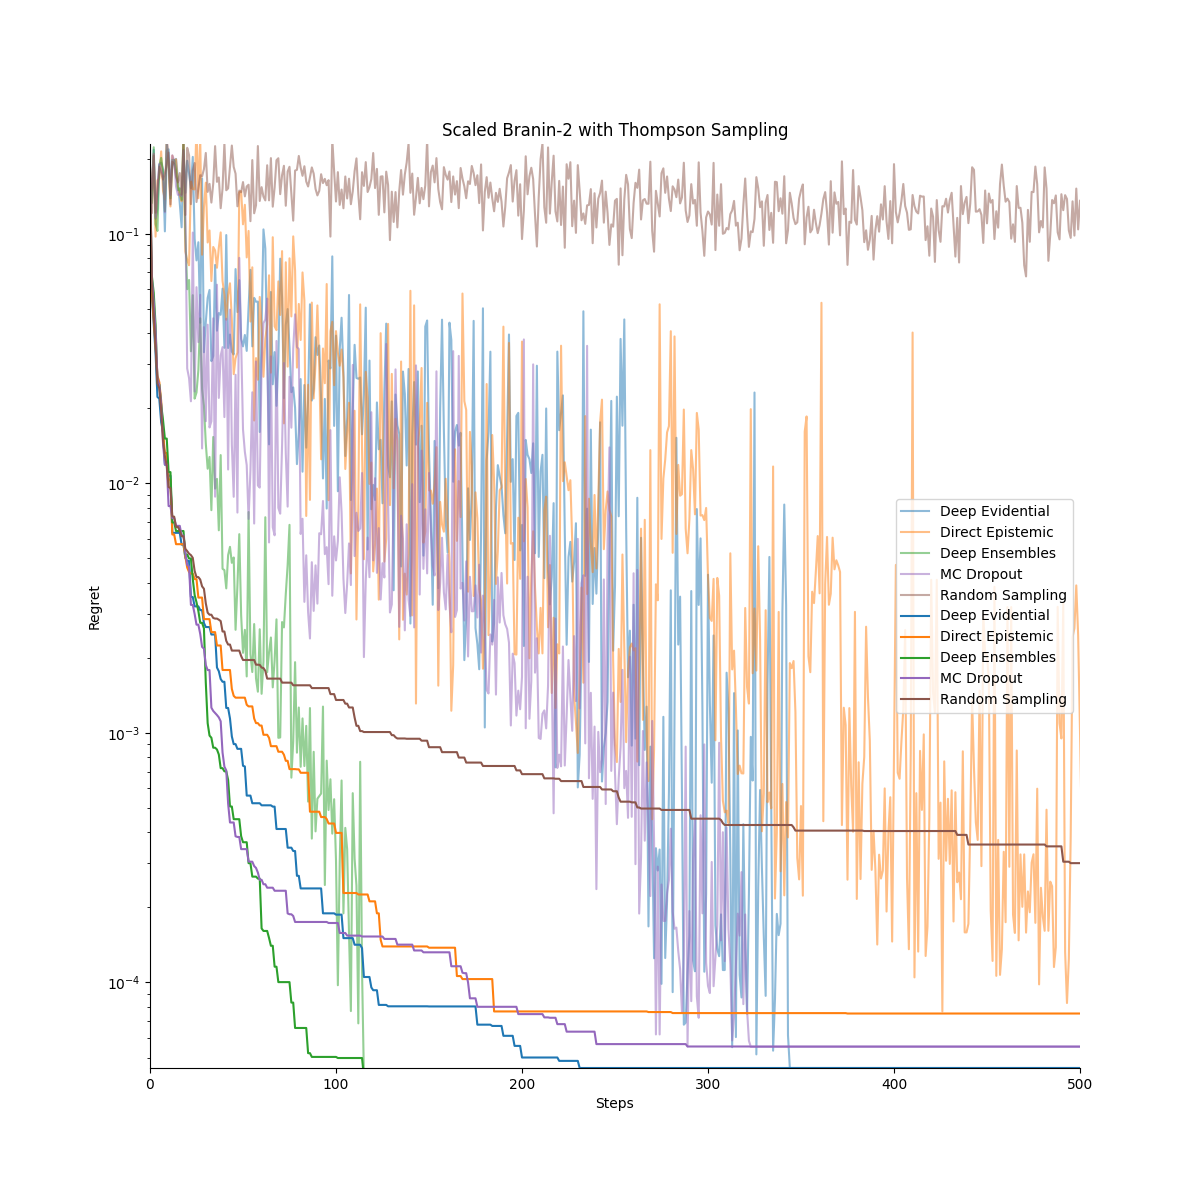 Scaled Branin-2 with Thompson Sampling
10^-1
10^-2
10^-3
10^-4
Regret
Deep Evidential
Direct Epistemic
Deep Ensembles
MC Dropout
Random Sampling
Deep Evidential
Direct Epistemic
Deep Ensembles
MC Dropout
Random Sampling
0 100 200 300 400 500
Steps